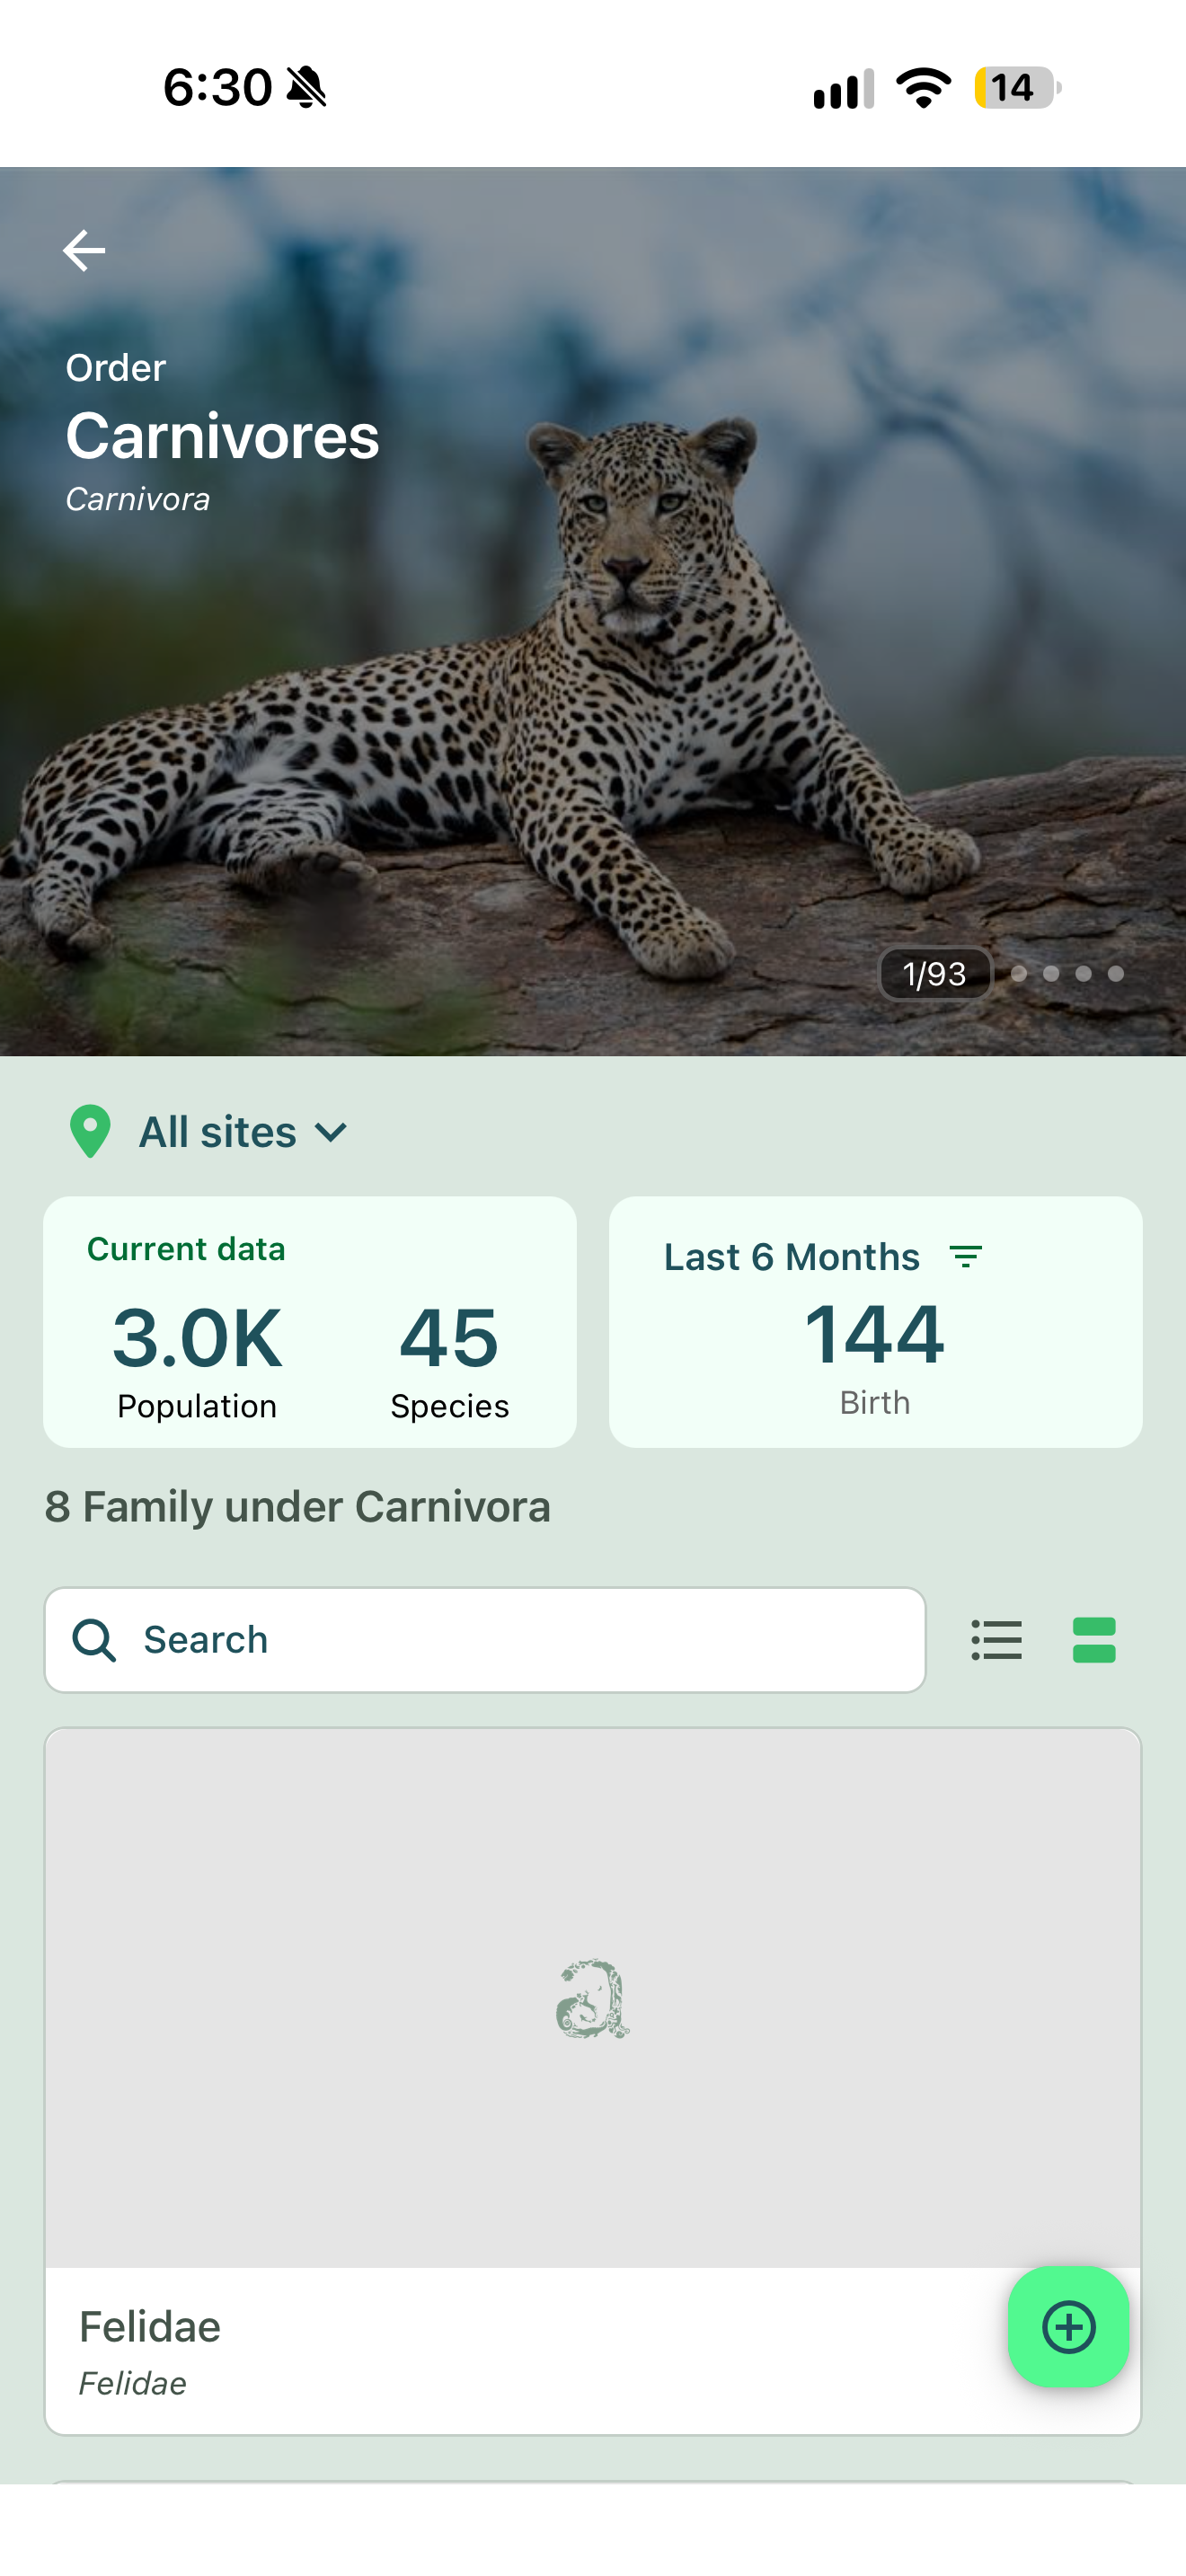 6:30
14
Order
Carnivores
Carnivora
1/93
All sites
Current data
3.0K
Population
45
Species
Last 6 Months
144
Birth
8 Family under Carnivora
Search
a
Felidae
Felidae